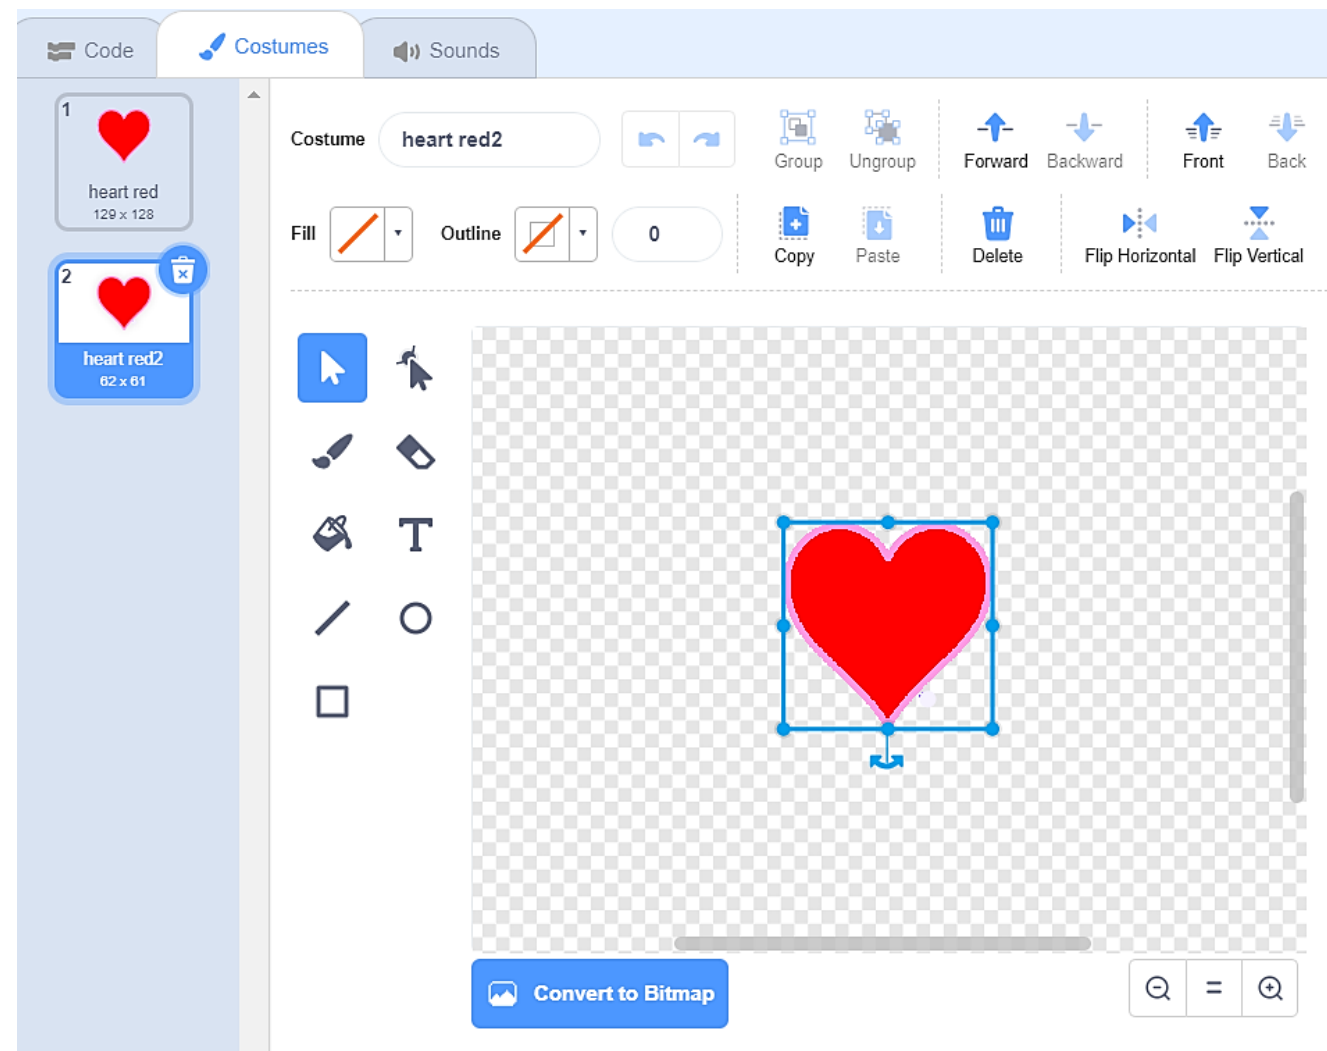 Code
Costumes
Sounds
1
heart red
129 x 128
2
heart red2
62 x 61
Costume
heart red2
Group
Ungroup
Forward
Backward
Front
Back
Fill
Outline
0
Copy
Paste
Delete
Flip Horizontal
Flip Vertical
T
Convert to Bitmap